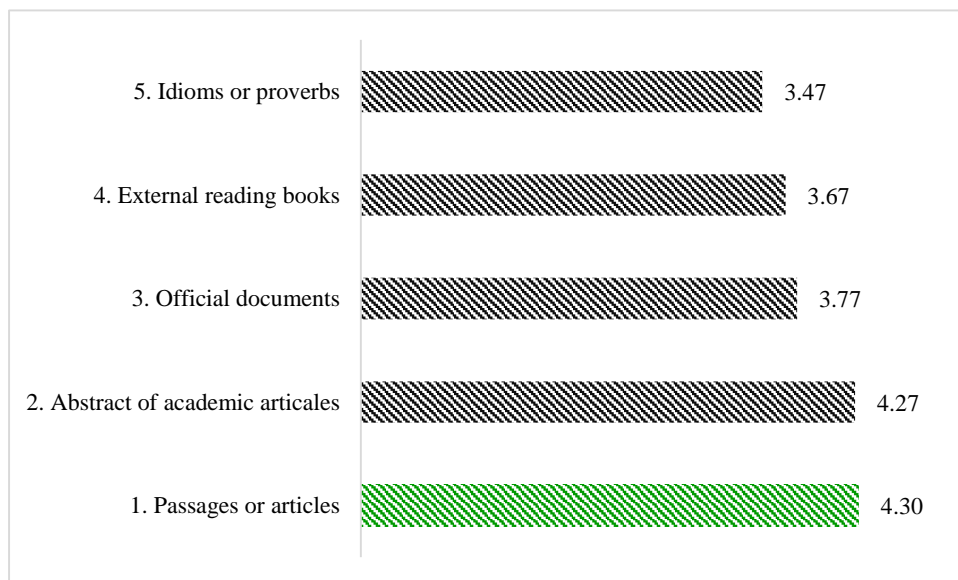 5. Idioms or proverbs 3.47
4. External reading books 3.67
3. Official documents 3.77
2. Abstract of academic articales 4.27
1. Passages or articles 4.30